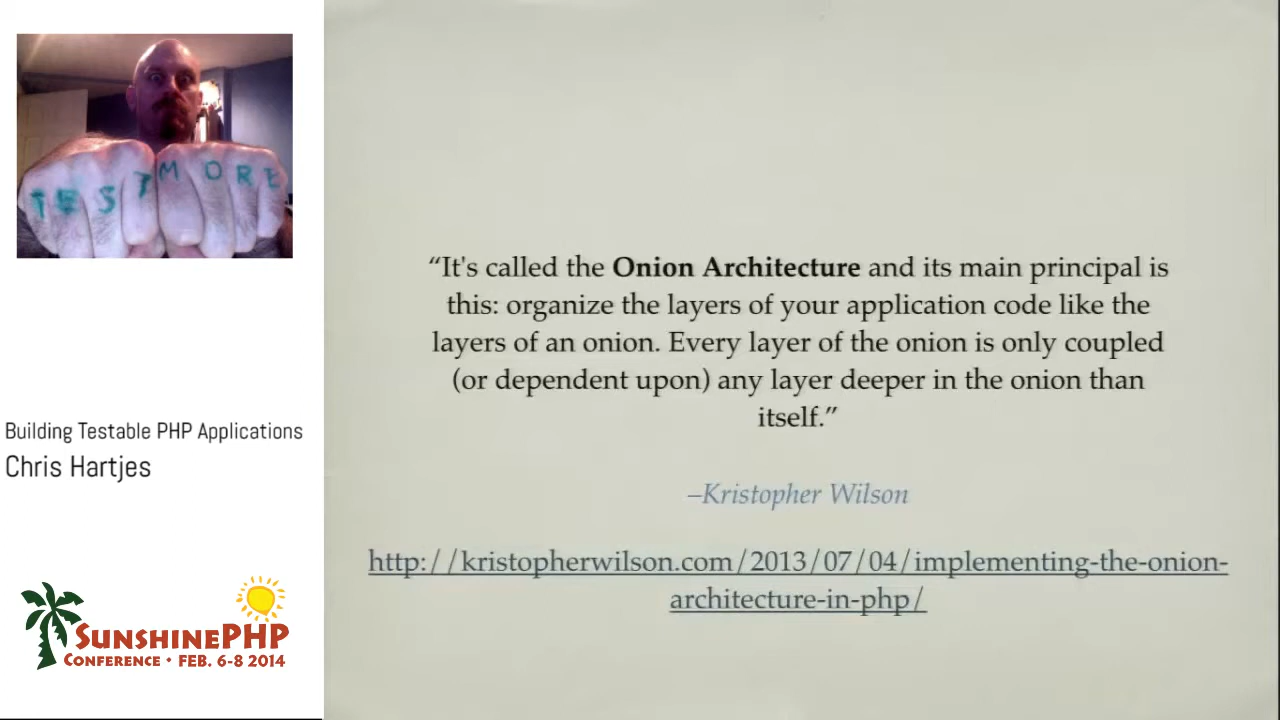 TEST MORE
Building Testable PHP Applications
Chris Hartjes
SUNSHINEPHP
CONFERENCE • FEB. 6-8 2014
“It's called the Onion Architecture and its main principal is
this: organize the layers of your application code like the
layers of an onion. Every layer of the onion is only coupled
(or dependent upon) any layer deeper in the onion than
itself.”
–Kristopher Wilson
http://kristopherwilson.com/2013/07/04/implementing-the-onion-
architecture-in-php/